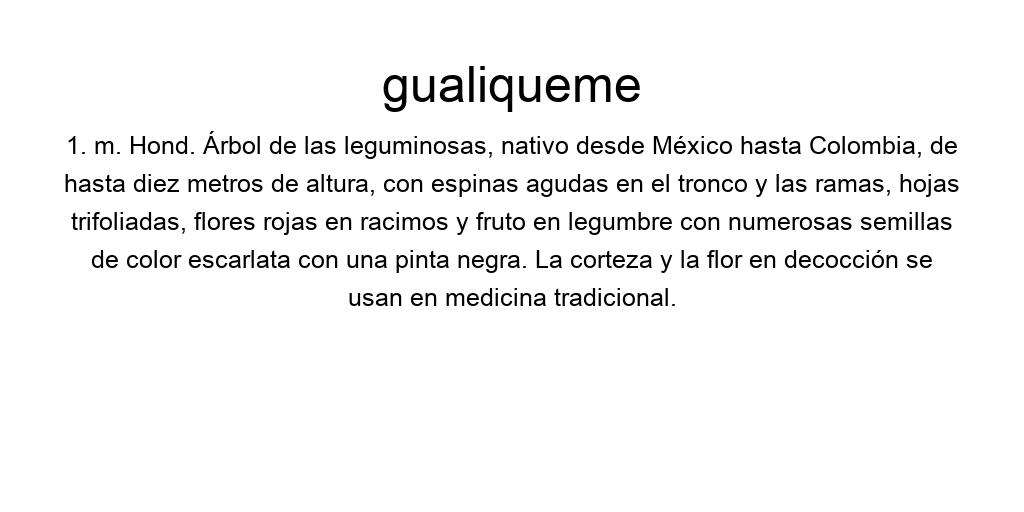 gualiqueme
1. m. Hond. Árbol de las leguminosas, nativo desde México hasta Colombia, de
hasta diez metros de altura, con espinas agudas en el tronco y las ramas, hojas
trifoliadas, flores rojas en racimos y fruto en legumbre con numerosas semillas
de color escarlata con una pinta negra. La corteza y la flor en decocción se
usan en medicina tradicional.